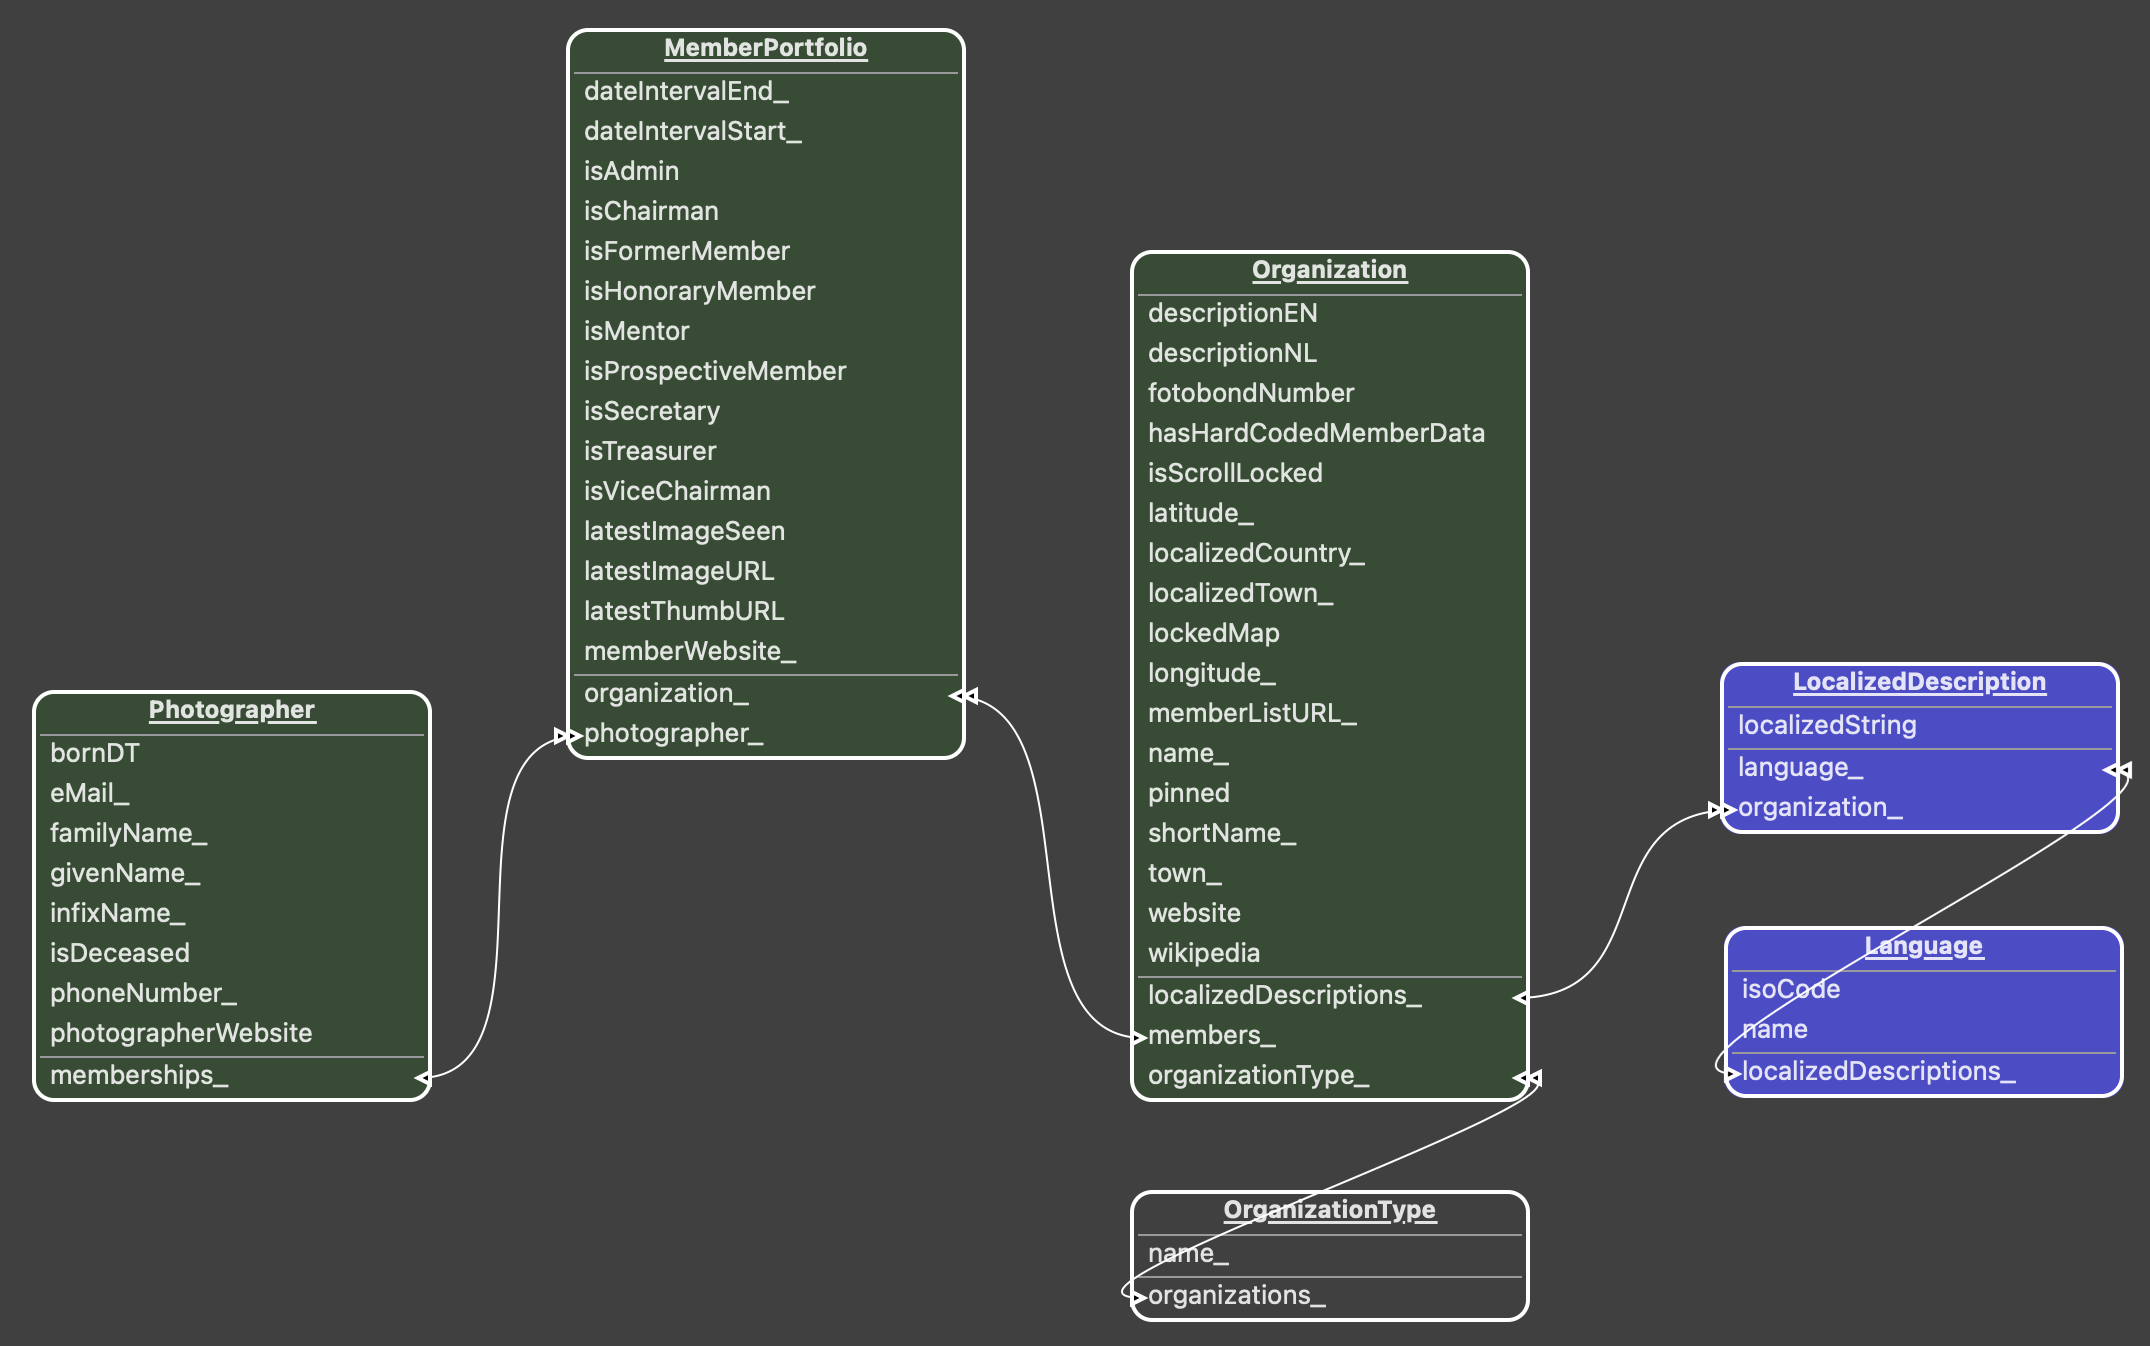 MemberPortfolio
dateIntervalEnd_
dateIntervalStart_
isAdmin
isChairman
isFormerMember
isHonoraryMember
isMentor
isProspectiveMember
isSecretary
isTreasurer
isViceChairman
latestImageSeen
latestImageURL
latestThumbURL
memberWebsite_
organization_
photographer_
Photographer
bornDT
eMail_
familyName_
givenName_
infixName_
isDeceased
phoneNumber_
photographerWebsite
memberships_
Organization
descriptionEN
descriptionNL
fotobondNumber
hasHardCodedMemberData
isScrollLocked
latitude_
localizedCountry_
localizedTown_
lockedMap
longitude_
memberListURL_
name_
pinned
shortName_
town_
website
wikipedia
localizedDescriptions_
members_
organizationType_
OrganizationType
name_
organizations_
LocalizedDescription
localizedString
language_
organization_
Language
isoCode
name
localizedDescriptions_